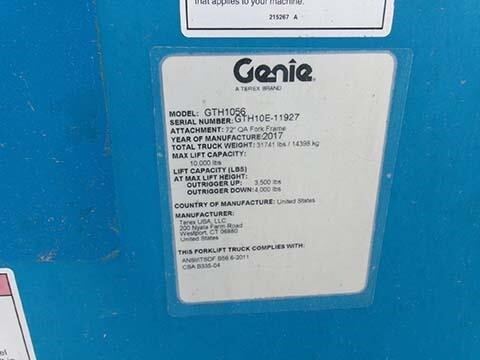 that applies to your machine.
215267 A
Genie
A TEREX BRAND
MODEL: GTH1056
SERIAL NUMBER: GTH10E-11927
ATTACHMENT: 72" QA Fork Frame
YEAR OF MANUFACTURE: 2017
TOTAL TRUCK WEIGHT: 31741 lbs / 14398 kg
MAX LIFT CAPACITY:
10,000 lbs
LIFT CAPACITY (LBS)
AT MAX LIFT HEIGHT:
OUTRIGGER UP: 3,500 lbs
OUTRIGGER DOWN: 4,000 lbs
COUNTRY OF MANUFACTURE: United States
MANUFACTURER:
Terex USA, LLC
200 Nyala Farm Road
Westport, CT 06880
United States
THIS FORKLIFT TRUCK COMPLIES WITH:
ANSI/ITSDF B56.6-2011
CSA B335-04